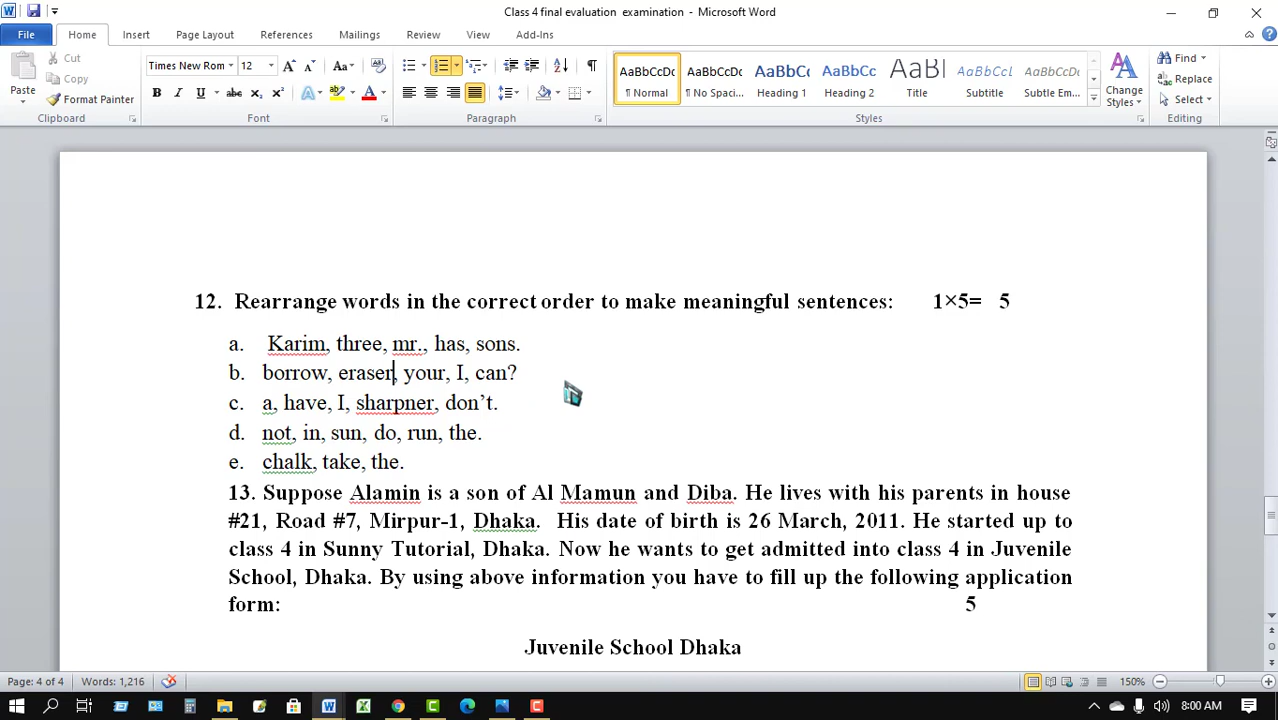 Class 4 final evaluation examination - Microsoft Word
File Home Insert Page Layout References Mailings Review View Add-Ins
Paste Cut Copy Format Painter Clipboard
Times New Rom 12 Font
Paragraph
AaBbCcDc ¶ Normal
AaBbCcDc ¶ No Spaci...
AaBbCc Heading 1
AaBbCc Heading 2
AaBl Title
AaBbCcL Subtitle
AaBbCcDc Subtle Em...
Change Styles Styles
Find Replace Select Editing
12. Rearrange words in the correct order to make meaningful sentences: 1×5= 5
a. Karim, three, mr., has, sons.
b. borrow, eraser, your, I, can?
c. a, have, I, sharpner, don’t.
d. not, in, sun, do, run, the.
e. chalk, take, the.
13. Suppose Alamin is a son of Al Mamun and Diba. He lives with his parents in house
#21, Road #7, Mirpur-1, Dhaka. His date of birth is 26 March, 2011. He started up to
class 4 in Sunny Tutorial, Dhaka. Now he wants to get admitted into class 4 in Juvenile
School, Dhaka. By using above information you have to fill up the following application
form: 5
Juvenile School Dhaka
Page: 4 of 4 Words: 1,216 150%
8:00 AM